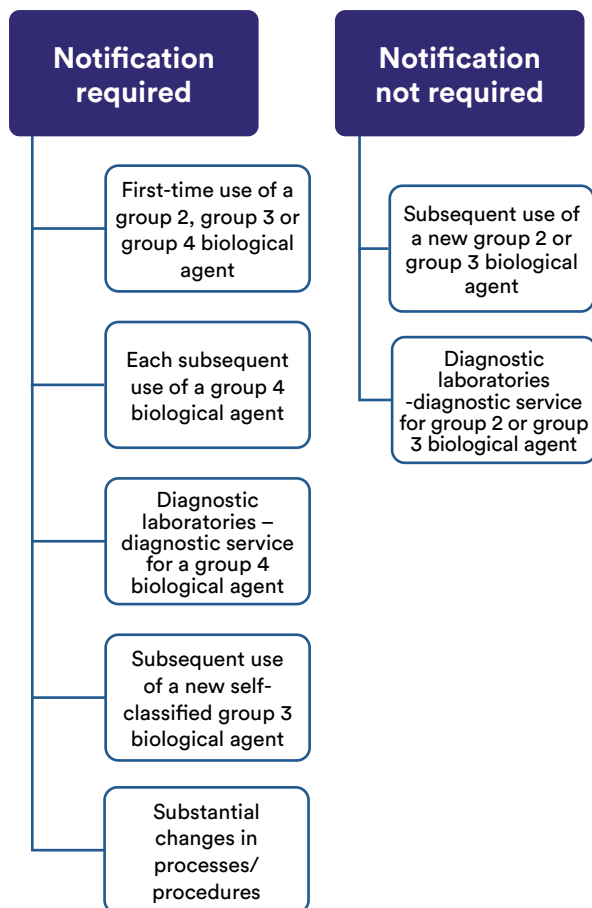 Notification
required
First-time use of a
group 2, group 3 or
group 4 biological
agent
Each subsequent
use of a group 4
biological agent
Diagnostic
laboratories –
diagnostic service
for a group 4
biological agent
Subsequent use
of a new self-
classified group 3
biological agent
Substantial
changes in
processes/
procedures
Notification
not required
Subsequent use of
a new group 2 or
group 3 biological
agent
Diagnostic
laboratories
-diagnostic service
for group 2 or group
3 biological agent